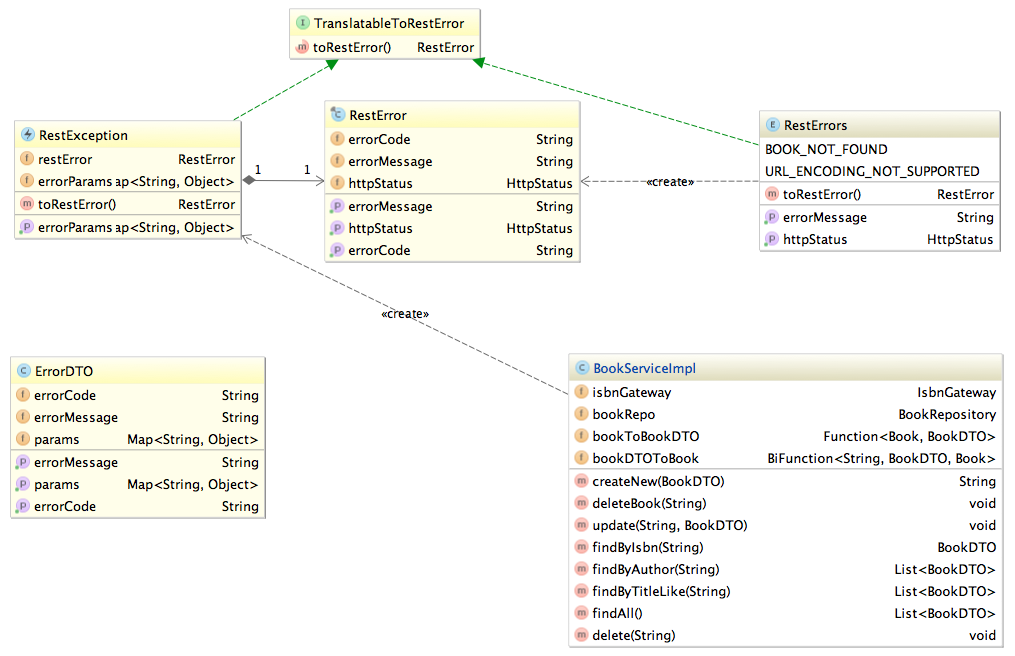 TranslatableToRestError
toRestError() RestError
RestException
restError RestError
errorParams ap<String, Object>
toRestError() RestError
errorParams ap<String, Object>
1 1
RestError
errorCode String
errorMessage String
httpStatus HttpStatus
errorMessage String
httpStatus HttpStatus
errorCode String
«create»
RestErrors
BOOK_NOT_FOUND
URL_ENCODING_NOT_SUPPORTED
toRestError() RestError
errorMessage String
httpStatus HttpStatus
«create»
ErrorDTO
errorCode String
errorMessage String
params Map<String, Object>
errorMessage String
params Map<String, Object>
errorCode String
BookServiceImpl
isbnGateway IsbnGateway
bookRepo BookRepository
bookToBookDTO Function<Book, BookDTO>
bookDTOToBook BiFunction<String, BookDTO, Book>
createNew(BookDTO) String
deleteBook(String) void
update(String, BookDTO) void
findByIsbn(String) BookDTO
findByAuthor(String) List<BookDTO>
findByTitleLike(String) List<BookDTO>
findAll() List<BookDTO>
delete(String) void